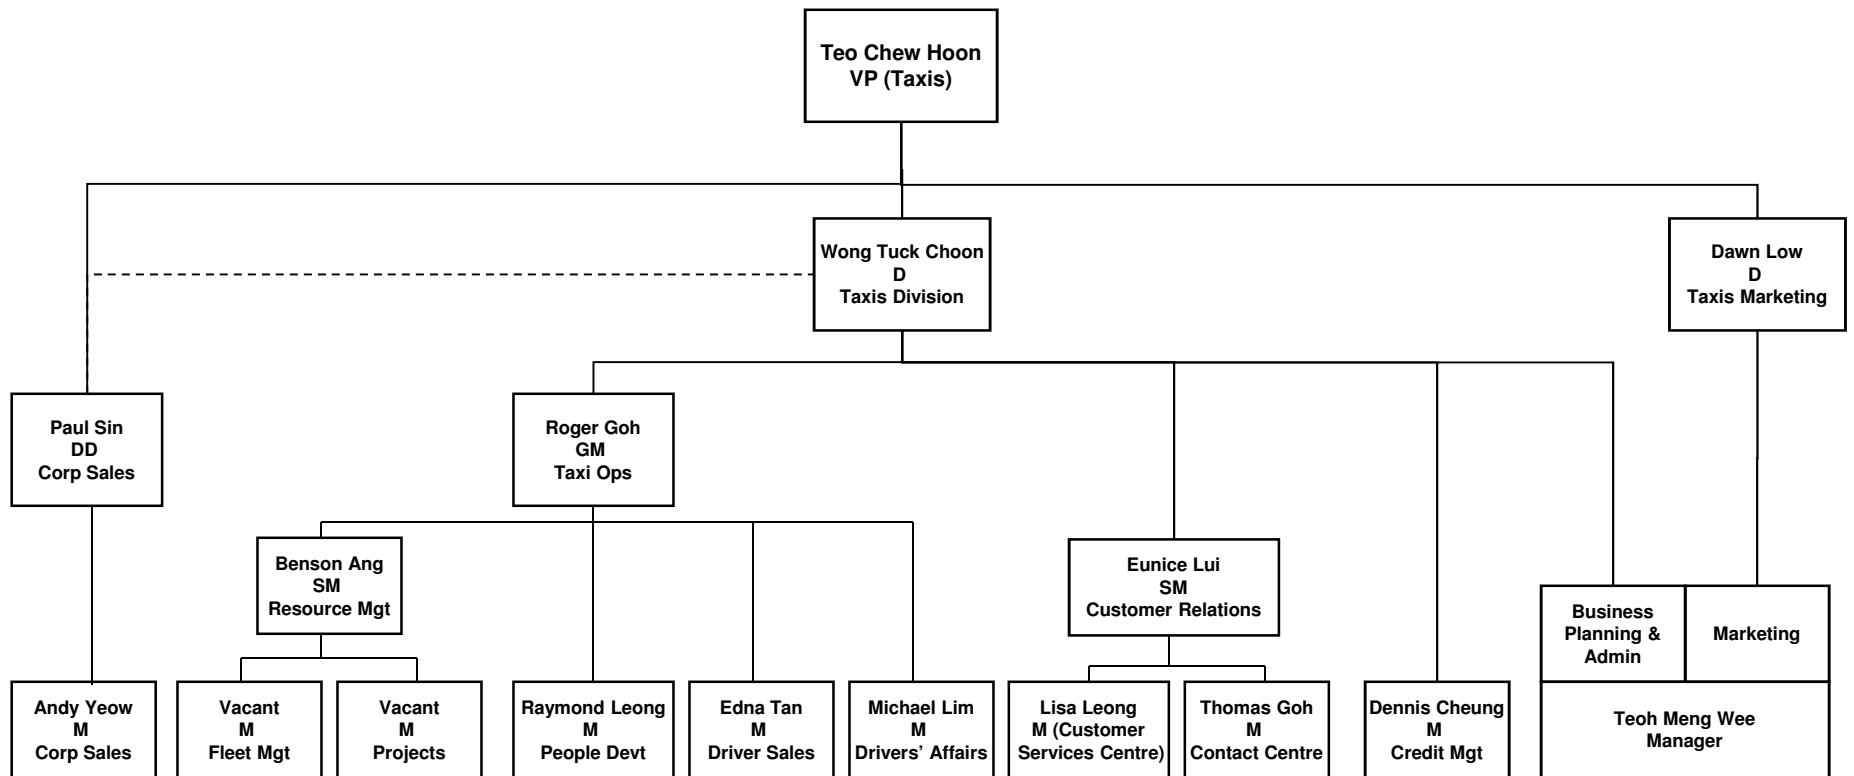 Teo Chew Hoon
VP (Taxis)
Wong Tuck Choon
D
Taxis Division
Dawn Low
D
Taxis Marketing
Paul Sin
DD
Corp Sales
Roger Goh
GM
Taxi Ops
Benson Ang
SM
Resource Mgt
Eunice Lui
SM
Customer Relations
Business
Planning &
Admin
Marketing
Andy Yeow
M
Corp Sales
Vacant
M
Fleet Mgt
Vacant
M
Projects
Raymond Leong
M
People Devt
Edna Tan
M
Driver Sales
Michael Lim
M
Drivers’ Affairs
Lisa Leong
M (Customer
Services Centre)
Thomas Goh
M
Contact Centre
Dennis Cheung
M
Credit Mgt
Teoh Meng Wee
Manager